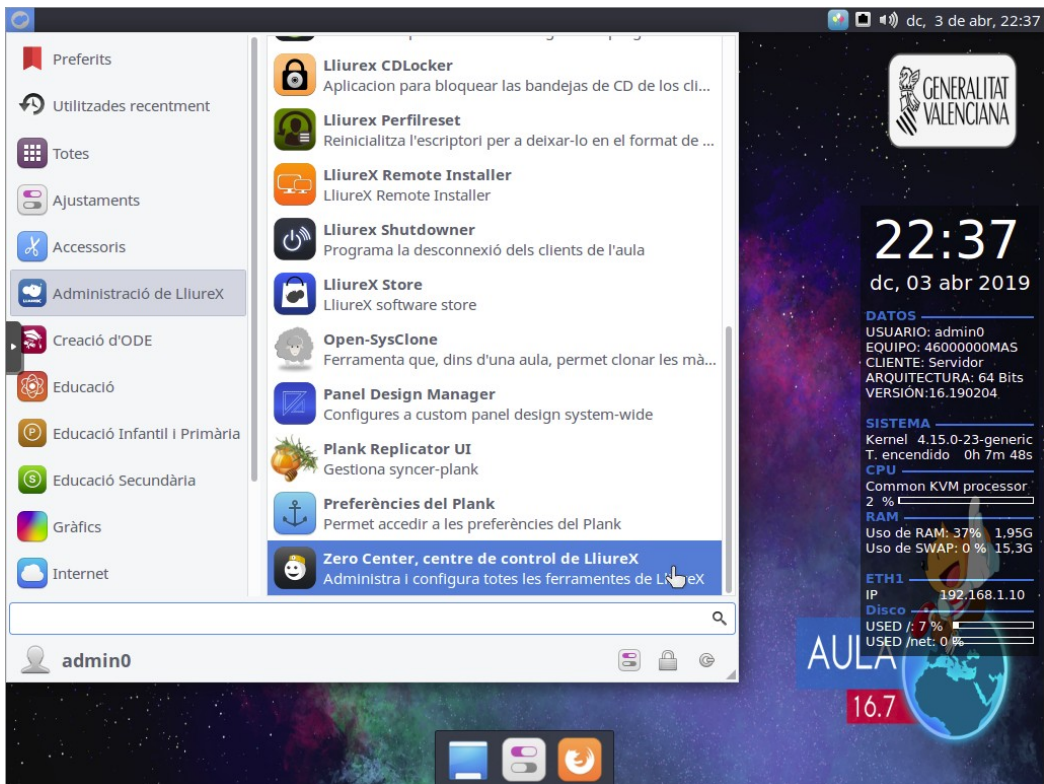 dc, 3 de abr, 22:37
Preferits
Utilitzades recentment
Totes
Ajustaments
Accessoris
Administració de LliureX
Creació d'ODE
Educació
Educació Infantil i Primària
Educació Secundària
Gràfics
Internet
Lliurex CDLocker
Aplicacion para bloquear las bandejas de CD de los cli...
Lliurex Perfilreset
Reinicialitza l'escriptori per a deixar-lo en el format de ...
LliureX Remote Installer
LliureX Remote Installer
Lliurex Shutdowner
Programa la desconnexió dels clients de l'aula
LliureX Store
LliureX software store
Open-SysClone
Ferramenta que, dins d'una aula, permet clonar les mà...
Panel Design Manager
Configures a custom panel design system-wide
Plank Replicator UI
Gestiona syncer-plank
Preferències del Plank
Permet accedir a les preferències del Plank
Zero Center, centre de control de LliureX
Administra i configura totes les ferramentes de
admin0
GENERALITAT
VALENCIANA
22:37
dc, 03 abr 2019
DATOS
USUARIO: admin0
EQUIPO: 46000000MAS
CLIENTE: Servidor
ARQUITECTURA: 64 Bits
VERSIÓN:16.190204
SISTEMA
Kernel 4.15.0-23-generic
T. encendido 0h 7m 48s
CPU
Common KVM processor
2 %
RAM
Uso de RAM: 37% 1,95G
Uso de SWAP: 0 % 15,3G
ETH1
IP 192.168.1.10
Disco
USED /: 7 %
USED /net: 0 %
AULA
16.7